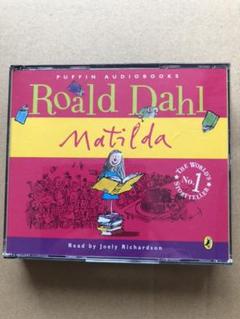 PUFFIN AUDIOBOOKS
Roald Dahl
Matilda
THE WORLD'S
No. 1
STORYTELLER
Read by Joely Richardson